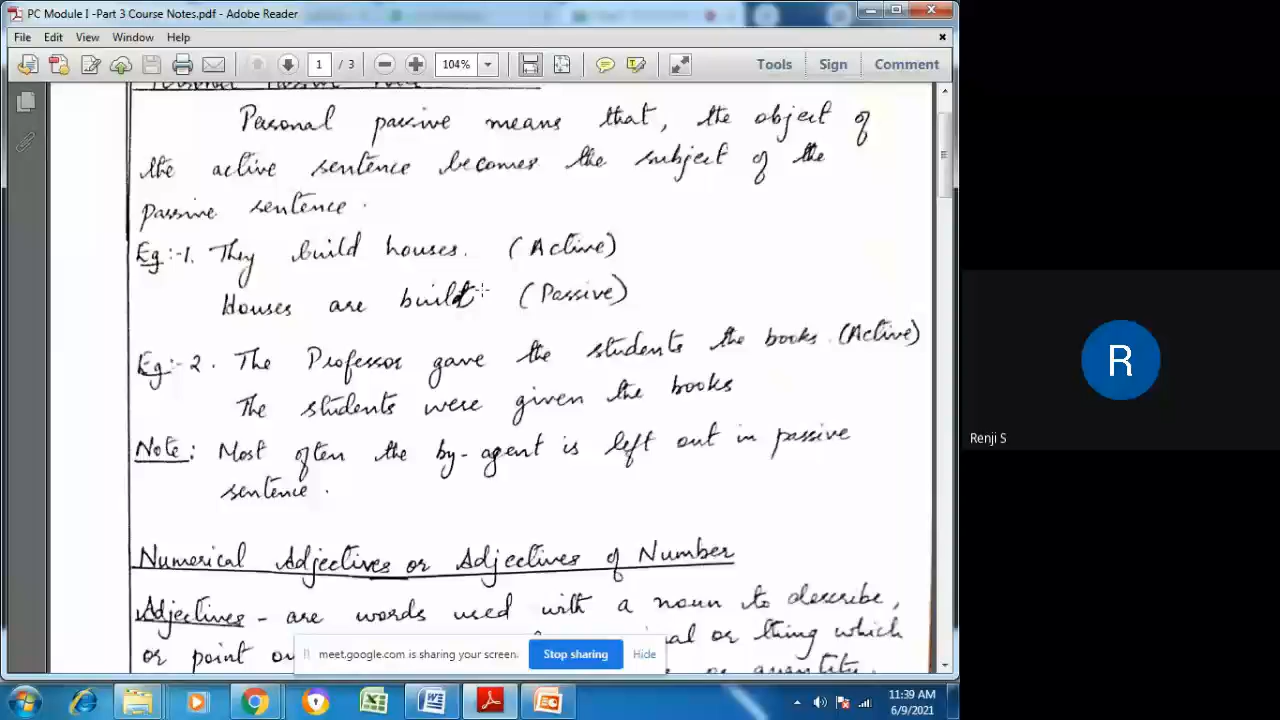 PC Module I -Part 3 Course Notes.pdf - Adobe Reader
File Edit View Window Help
1 / 3 104% Tools Sign Comment
Personal passive means that, the object of
the active sentence becomes the subject of the
passive sentence.
Eg:-1. They build houses. (Active)
Houses are built (Passive)
Eg:-2. The Professor gave the students the books. (Active)
The students were given the books
Note: Most often the by-agent is left out in passive
sentence.
Numerical Adjectives or Adjectives of Number
Adjectives - are words used with a noun to describe,
or point or thing which
quantity.
meet.google.com is sharing your screen. Stop sharing Hide
R
Renji S
11:39 AM
6/9/2021